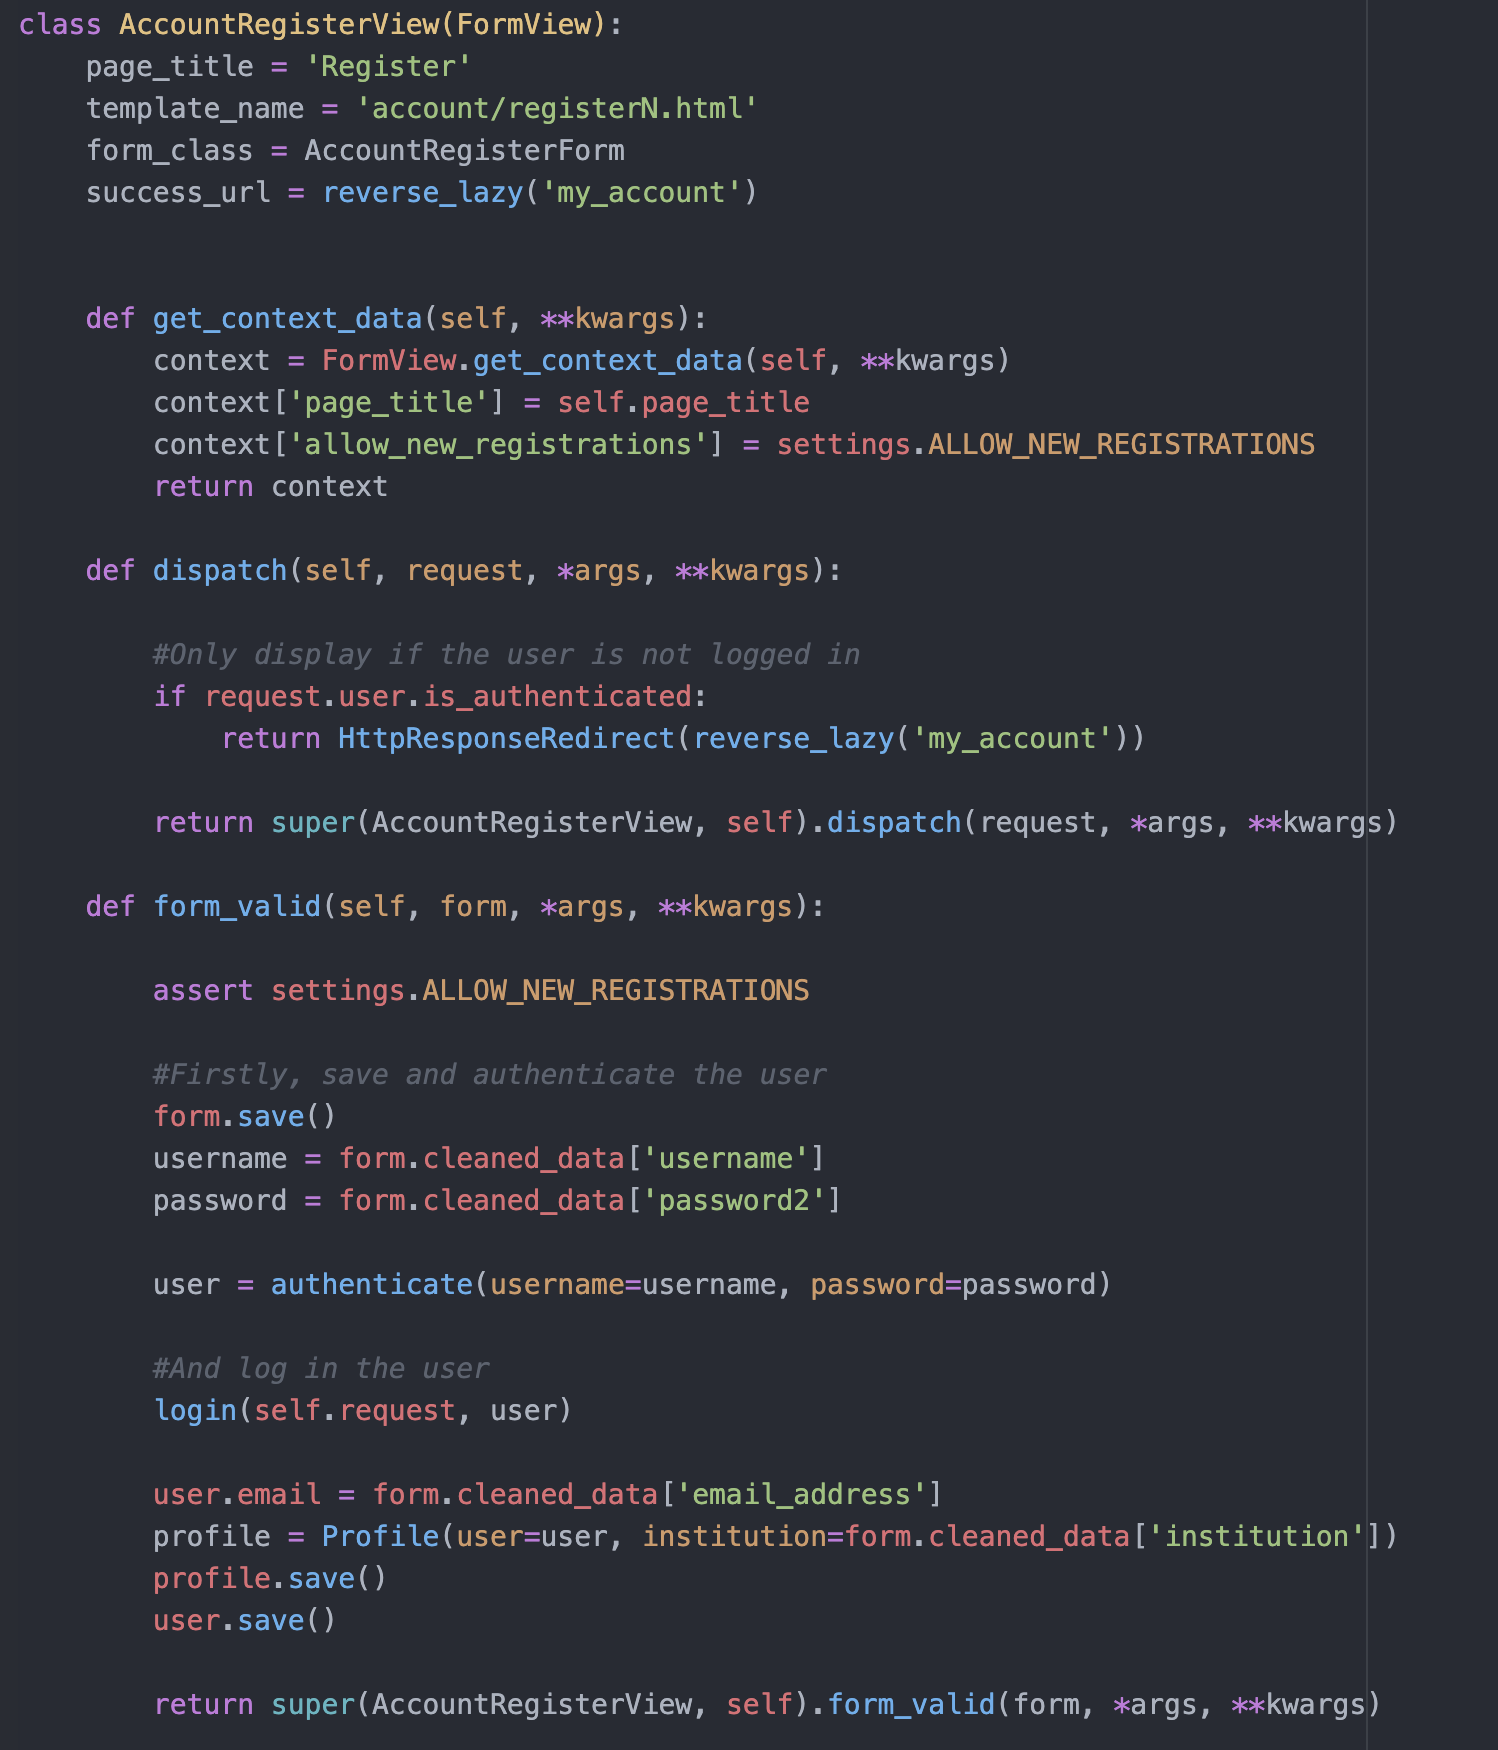 class AccountRegisterView(FormView):
    page_title = 'Register'
    template_name = 'account/registerN.html'
    form_class = AccountRegisterForm
    success_url = reverse_lazy('my_account')


    def get_context_data(self, **kwargs):
        context = FormView.get_context_data(self, **kwargs)
        context['page_title'] = self.page_title
        context['allow_new_registrations'] = settings.ALLOW_NEW_REGISTRATIONS
        return context

    def dispatch(self, request, *args, **kwargs):

        #Only display if the user is not logged in
        if request.user.is_authenticated:
            return HttpResponseRedirect(reverse_lazy('my_account'))

        return super(AccountRegisterView, self).dispatch(request, *args, **kwargs)

    def form_valid(self, form, *args, **kwargs):

        assert settings.ALLOW_NEW_REGISTRATIONS

        #Firstly, save and authenticate the user
        form.save()
        username = form.cleaned_data['username']
        password = form.cleaned_data['password2']

        user = authenticate(username=username, password=password)

        #And log in the user
        login(self.request, user)

        user.email = form.cleaned_data['email_address']
        profile = Profile(user=user, institution=form.cleaned_data['institution'])
        profile.save()
        user.save()

        return super(AccountRegisterView, self).form_valid(form, *args, **kwargs)